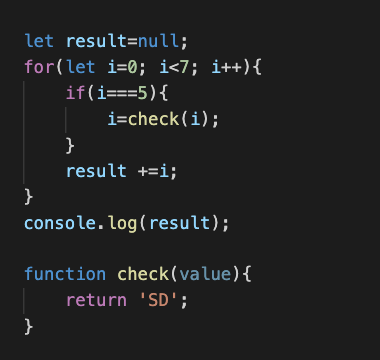 let result=null;
for(let i=0; i<7; i++){
    if(i===5){
        i=check(i);
    }
    result +=i;
}
console.log(result);

function check(value){
    return 'SD';
}